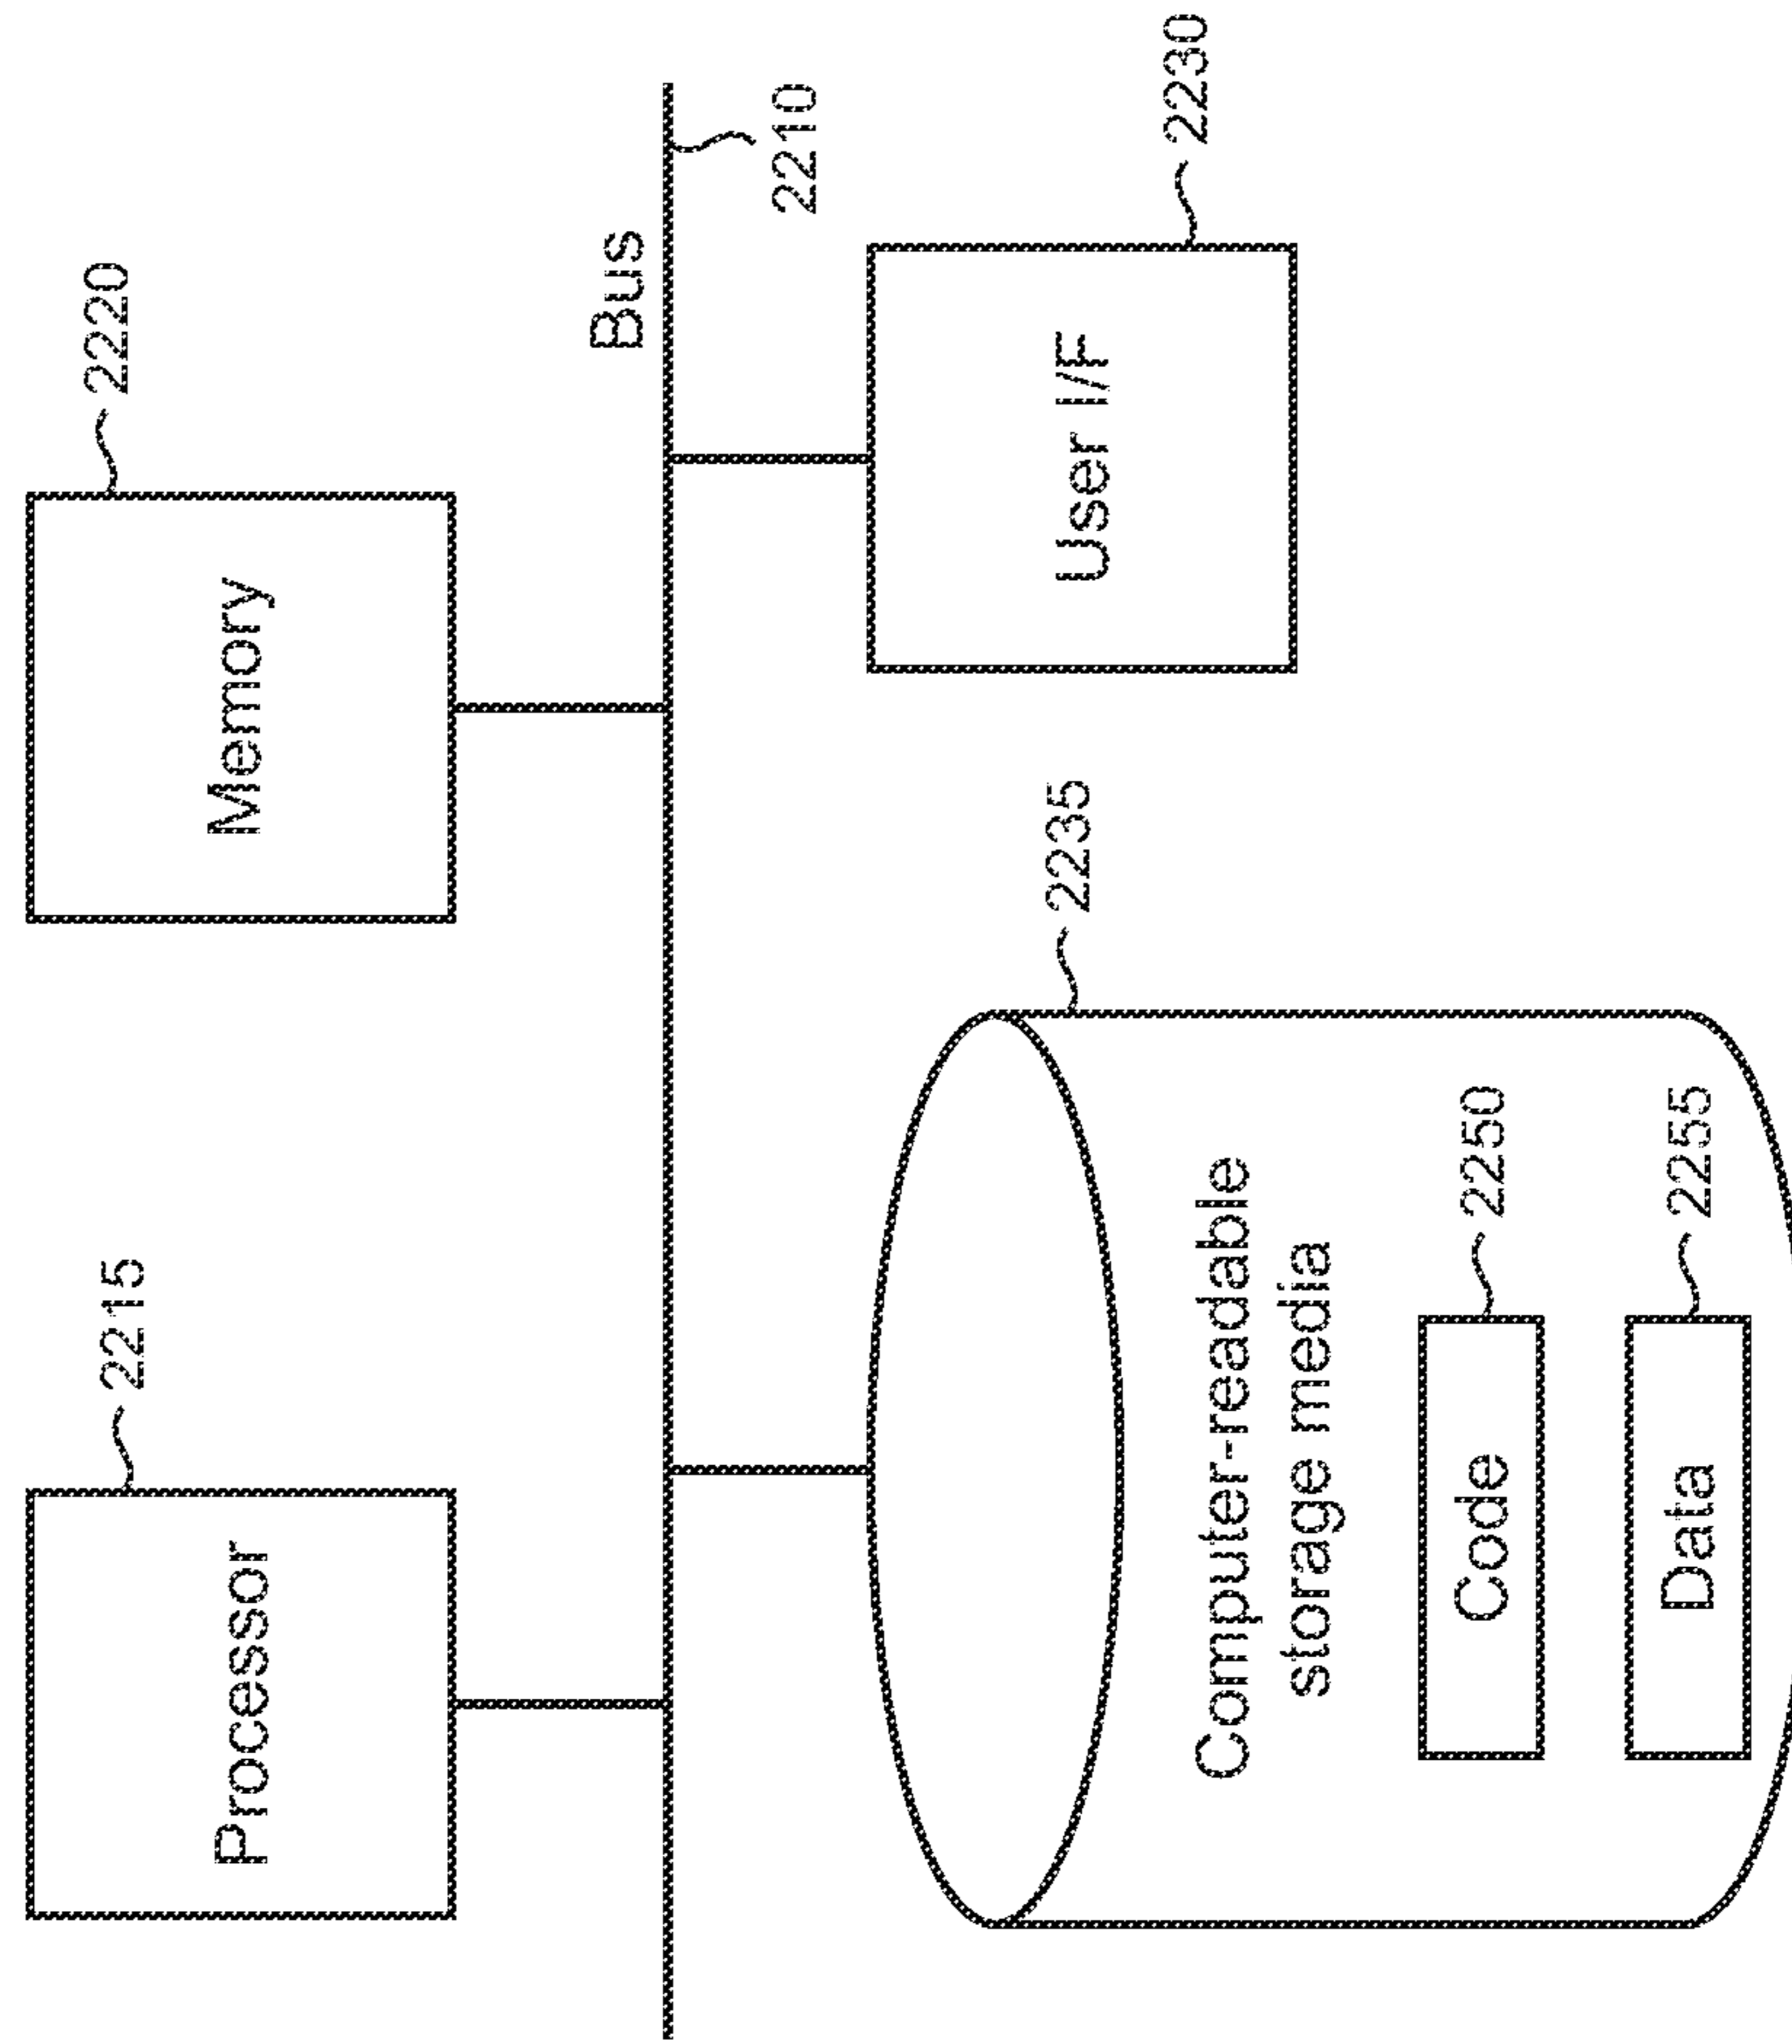 2215
Processor
2220
Memory
Bus
2210
2235
Computer-readable
storage media
Code
2250
Data
2255
2230
User I/F